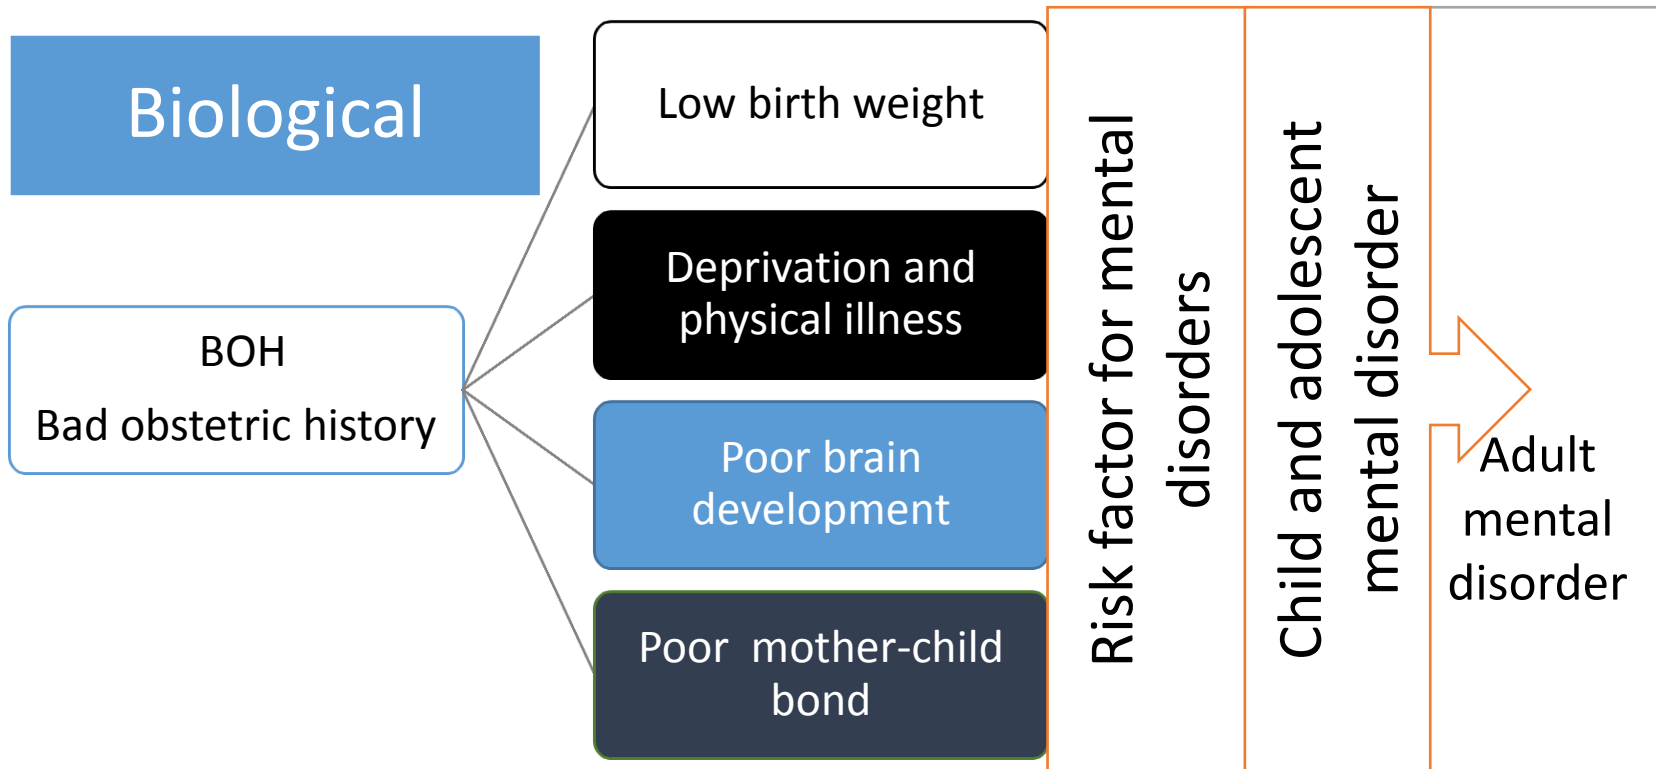 Biological
BOH
Bad obstetric history
Low birth weight
Deprivation and
physical illness
Poor brain
development
Poor mother-child
bond
Risk factor for mental
disorders
Child and adolescent
mental disorder
Adult
mental
disorder